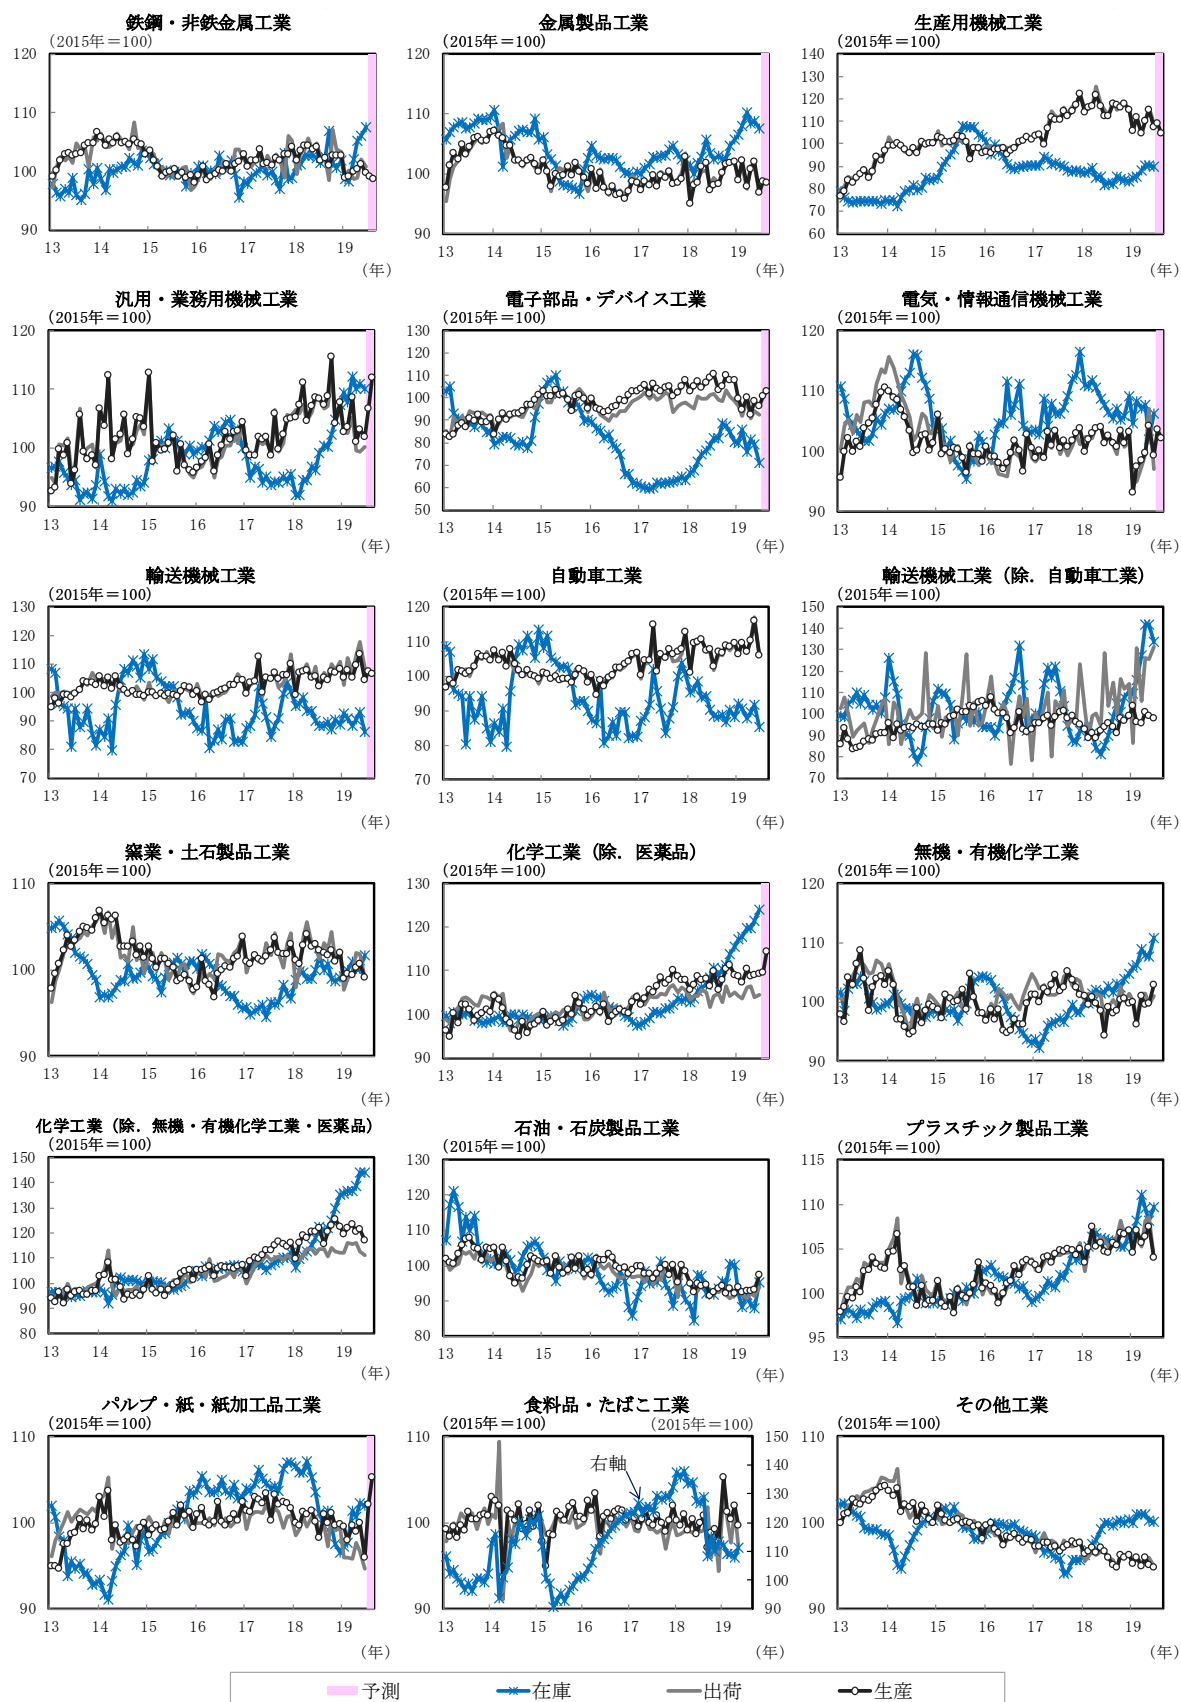 鉄鋼・非鉄金属工業
(2015年＝100)
120
110
100
90
13 14 15 16 17 18 19
(年)
金属製品工業
(2015年＝100)
120
110
100
90
13 14 15 16 17 18 19
(年)
生産用機械工業
(2015年＝100)
140
130
120
110
100
90
80
70
60
13 14 15 16 17 18 19
(年)
汎用・業務用機械工業
(2015年＝100)
120
110
100
90
13 14 15 16 17 18 19
(年)
電子部品・デバイス工業
(2015年＝100)
130
120
110
100
90
80
70
60
50
13 14 15 16 17 18 19
(年)
電気・情報通信機械工業
(2015年＝100)
120
110
100
90
13 14 15 16 17 18 19
(年)
輸送機械工業
(2015年＝100)
130
120
110
100
90
80
70
13 14 15 16 17 18 19
(年)
自動車工業
(2015年＝100)
120
110
100
90
80
70
13 14 15 16 17 18 19
(年)
輸送機械工業（除．自動車工業）
(2015年＝100)
150
140
130
120
110
100
90
80
70
13 14 15 16 17 18 19
(年)
窯業・土石製品工業
(2015年＝100)
110
100
90
13 14 15 16 17 18 19
(年)
化学工業（除．医薬品）
(2015年＝100)
130
120
110
100
90
13 14 15 16 17 18 19
(年)
無機・有機化学工業
(2015年＝100)
120
110
100
90
13 14 15 16 17 18 19
(年)
化学工業（除．無機・有機化学工業・医薬品）
(2015年＝100)
150
140
130
120
110
100
90
80
13 14 15 16 17 18 19
(年)
石油・石炭製品工業
(2015年＝100)
130
120
110
100
90
80
13 14 15 16 17 18 19
(年)
プラスチック製品工業
(2015年＝100)
115
110
105
100
95
13 14 15 16 17 18 19
(年)
パルプ・紙・紙加工品工業
(2015年＝100)
110
100
90
13 14 15 16 17 18 19
(年)
食料品・たばこ工業
(2015年＝100) (2015年＝100)
110
100
90
右軸
150
140
130
120
110
100
90
13 14 15 16 17 18 19
(年)
その他工業
(2015年＝100)
110
100
90
13 14 15 16 17 18 19
(年)
予測 在庫 出荷 生産